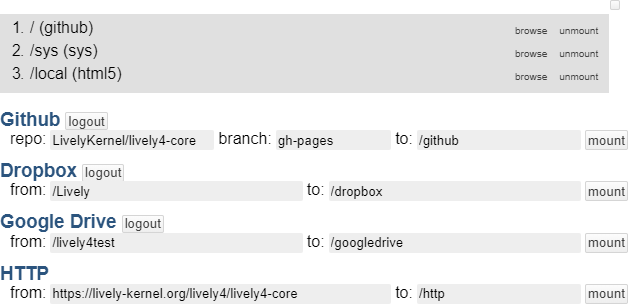 1. / (github) browse unmount
2. /sys (sys) browse unmount
3. /local (html5) browse unmount
Github logout
repo: LivelyKernel/lively4-core branch: gh-pages to: /github mount
Dropbox logout
from: /Lively to: /dropbox mount
Google Drive logout
from: /lively4test to: /googledrive mount
HTTP
from: https://lively-kernel.org/lively4/lively4-core to: /http mount